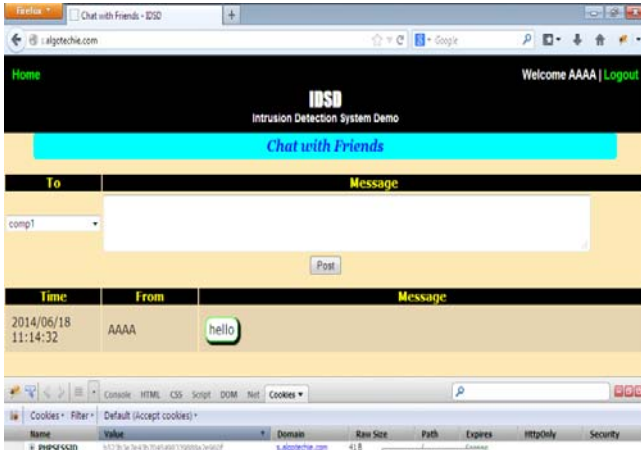 Firefox
Chat with Friends - IDSD
+
s.algotechie.com
Google
Home
Welcome AAAA | Logout
IDSD
Intrusion Detection System Demo
Chat with Friends
To Message
comp1
Post
Time From Message
2014/06/18
11:14:32
AAAA
hello
Console HTML CSS Script DOM Net Cookies
Cookies Filter Default (Accept cookies)
Name Value Domain Raw Size Path Expires HttpOnly Security
PHPSESSID s.algotechie.com 41 B / Session